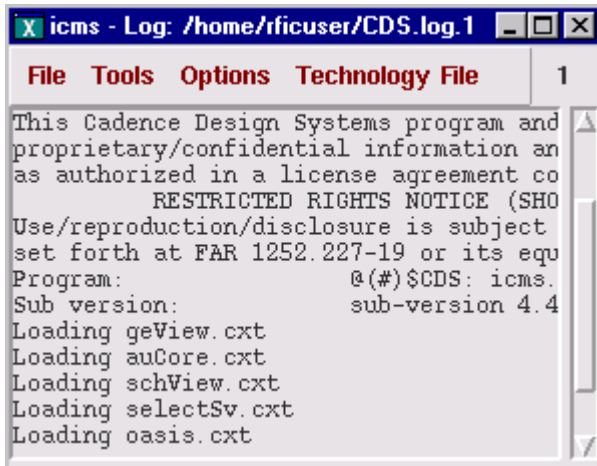 icms - Log: /home/rficuser/CDS.log.1
File Tools Options Technology File 1
This Cadence Design Systems program and
proprietary/confidential information an
as authorized in a license agreement co
RESTRICTED RIGHTS NOTICE (SHO
Use/reproduction/disclosure is subject
set forth at FAR 1252.227-19 or its equ
Program: @(#)$CDS: icms.
Sub version: sub-version 4.4
Loading geView.cxt
Loading auCore.cxt
Loading schView.cxt
Loading selectSv.cxt
Loading oasis.cxt